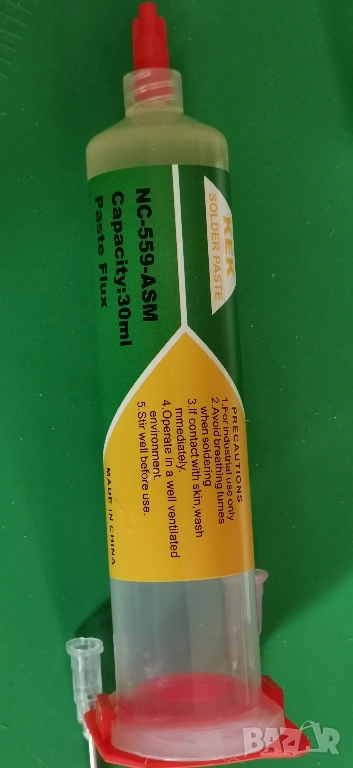 KEK
SOLDER PASTE
NC-559-ASM
Capacity:30ml
Paste Flux
PRECAUTIONS
1.For industrial use only
2.Avoid breathing fumes
when soldering
3.If contact with skin,wash
immediately.
4.Operate in a well ventilated
environment.
5.Stir well before use.
MADE IN CHINA
BAZAR